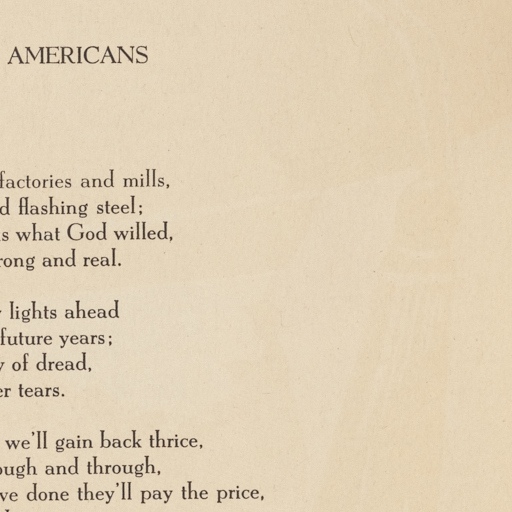 AMERICANS
factories and mills,
d flashing steel;
s what God willed,
rong and real.
lights ahead
future years;
y of dread,
er tears.
we'll gain back thrice,
ough and through,
ve done they'll pay the price,